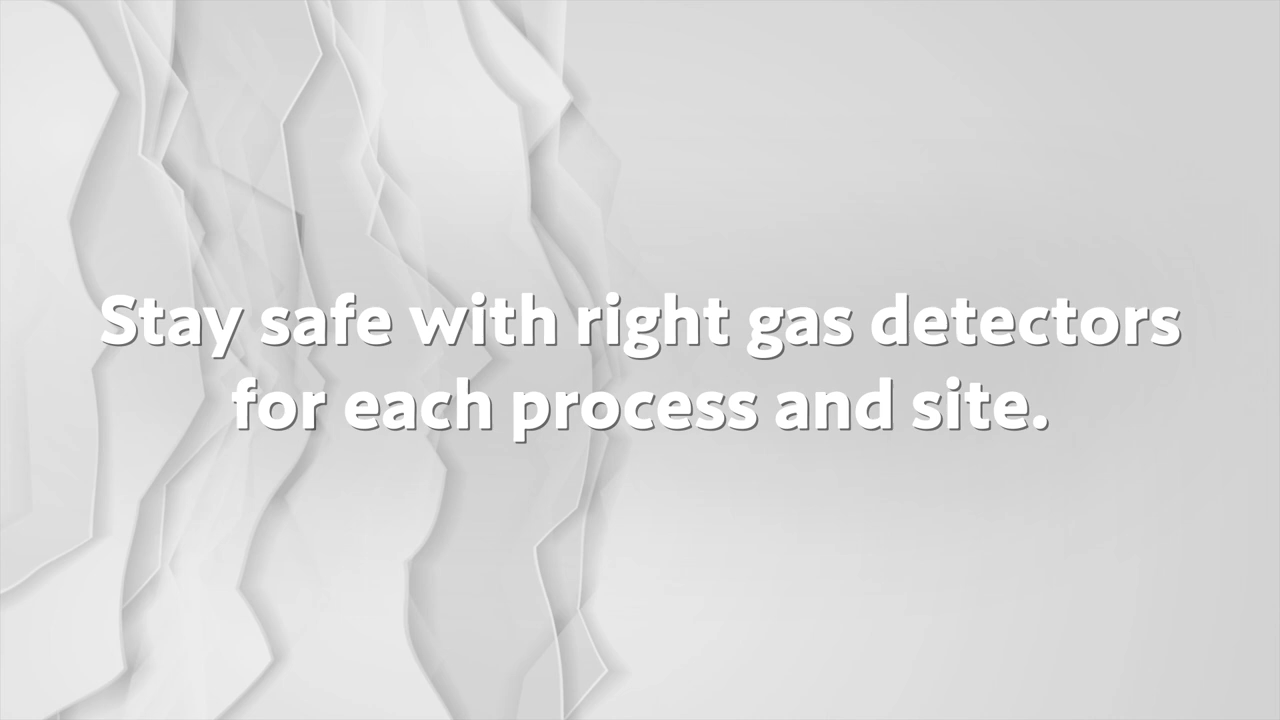 Stay safe with right gas detectors
for each process and site.